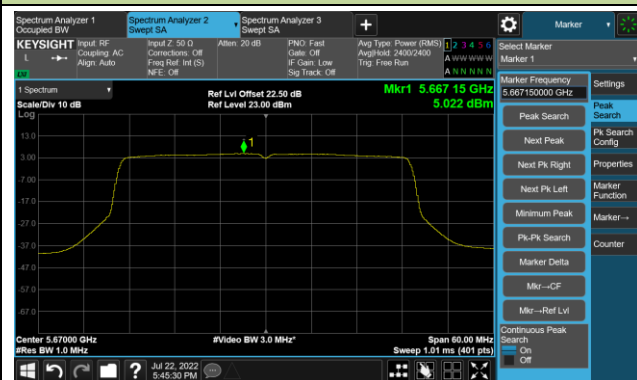 Spectrum Analyzer 1
Occupied BW
Spectrum Analyzer 2
Swept SA
Spectrum Analyzer 3
Swept SA
+
Marker
KEYSIGHT
L
Input: RF
Coupling: AC
Align: Auto
Input Z: 50 Ω
Corrections: Off
Freq Ref: Int (S)
NFE: Off
Atten: 20 dB
PNO: Fast
Gate: Off
IF Gain: Low
Sig Track: Off
Avg Type: Power (RMS)
Avg|Hold: 2400/2400
Trig: Free Run
1 2 3 4 5 6
A W W W W W
A N N N N N
Select Marker
Marker 1
1 Spectrum
Scale/Div 10 dB
Log
Ref Lvl Offset 22.50 dB
Ref Level 23.00 dBm
Mkr1 5.667 15 GHz
5.022 dBm
1
13.0
3.00
-7.00
-17.0
-27.0
-37.0
-47.0
-57.0
-67.0
Center 5.67000 GHz
#Res BW 1.0 MHz
#Video BW 3.0 MHz*
Span 60.00 MHz
Sweep 1.01 ms (401 pts)
Marker Frequency
5.667150000 GHz
Peak Search
Next Peak
Next Pk Right
Next Pk Left
Minimum Peak
Pk-Pk Search
Marker Delta
Mkr→CF
Mkr→Ref Lvl
Continuous Peak
Search
On
Off
Settings
Peak
Search
Pk Search
Config
Properties
Marker
Function
Marker→
Counter
?
Jul 22, 2022
5:45:30 PM